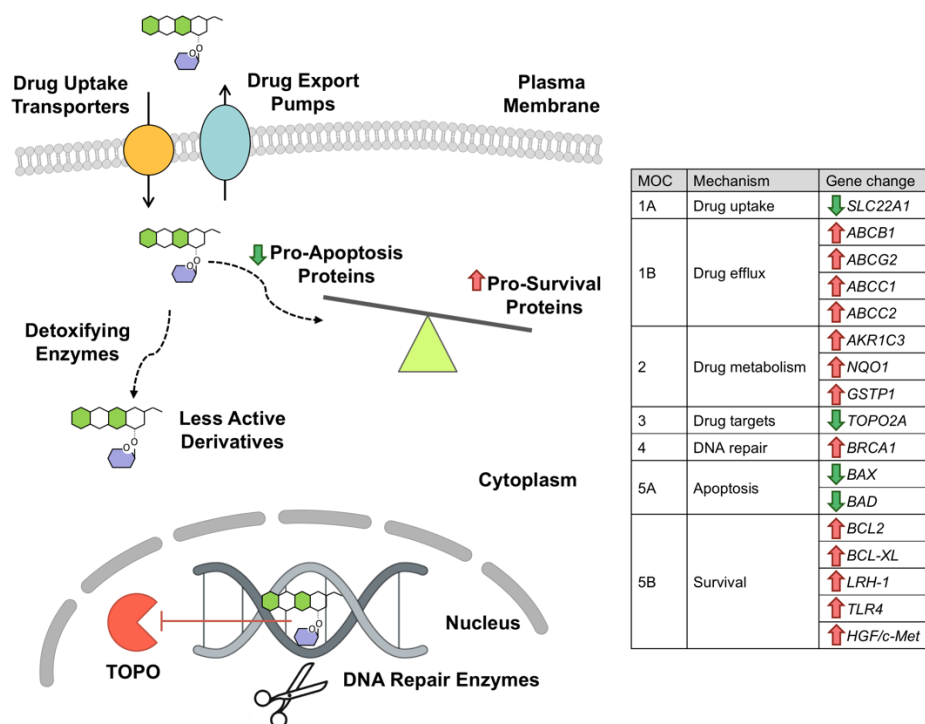 Drug Uptake
Transporters
Drug Export
Pumps
Plasma
Membrane
O
O
Pro-Apoptosis
Proteins
Pro-Survival
Proteins
O
O
Detoxifying
Enzymes
Less Active
Derivatives
O
O
Cytoplasm
Nucleus
O
O
TOPO
DNA Repair Enzymes
MOC Mechanism Gene change
1A Drug uptake SLC22A1
1B Drug efflux ABCB1
ABCG2
ABCC1
ABCC2
2 Drug metabolism AKR1C3
NQO1
GSTP1
3 Drug targets TOPO2A
4 DNA repair BRCA1
5A Apoptosis BAX
BAD
5B Survival BCL2
BCL-XL
LRH-1
TLR4
HGF/c-Met